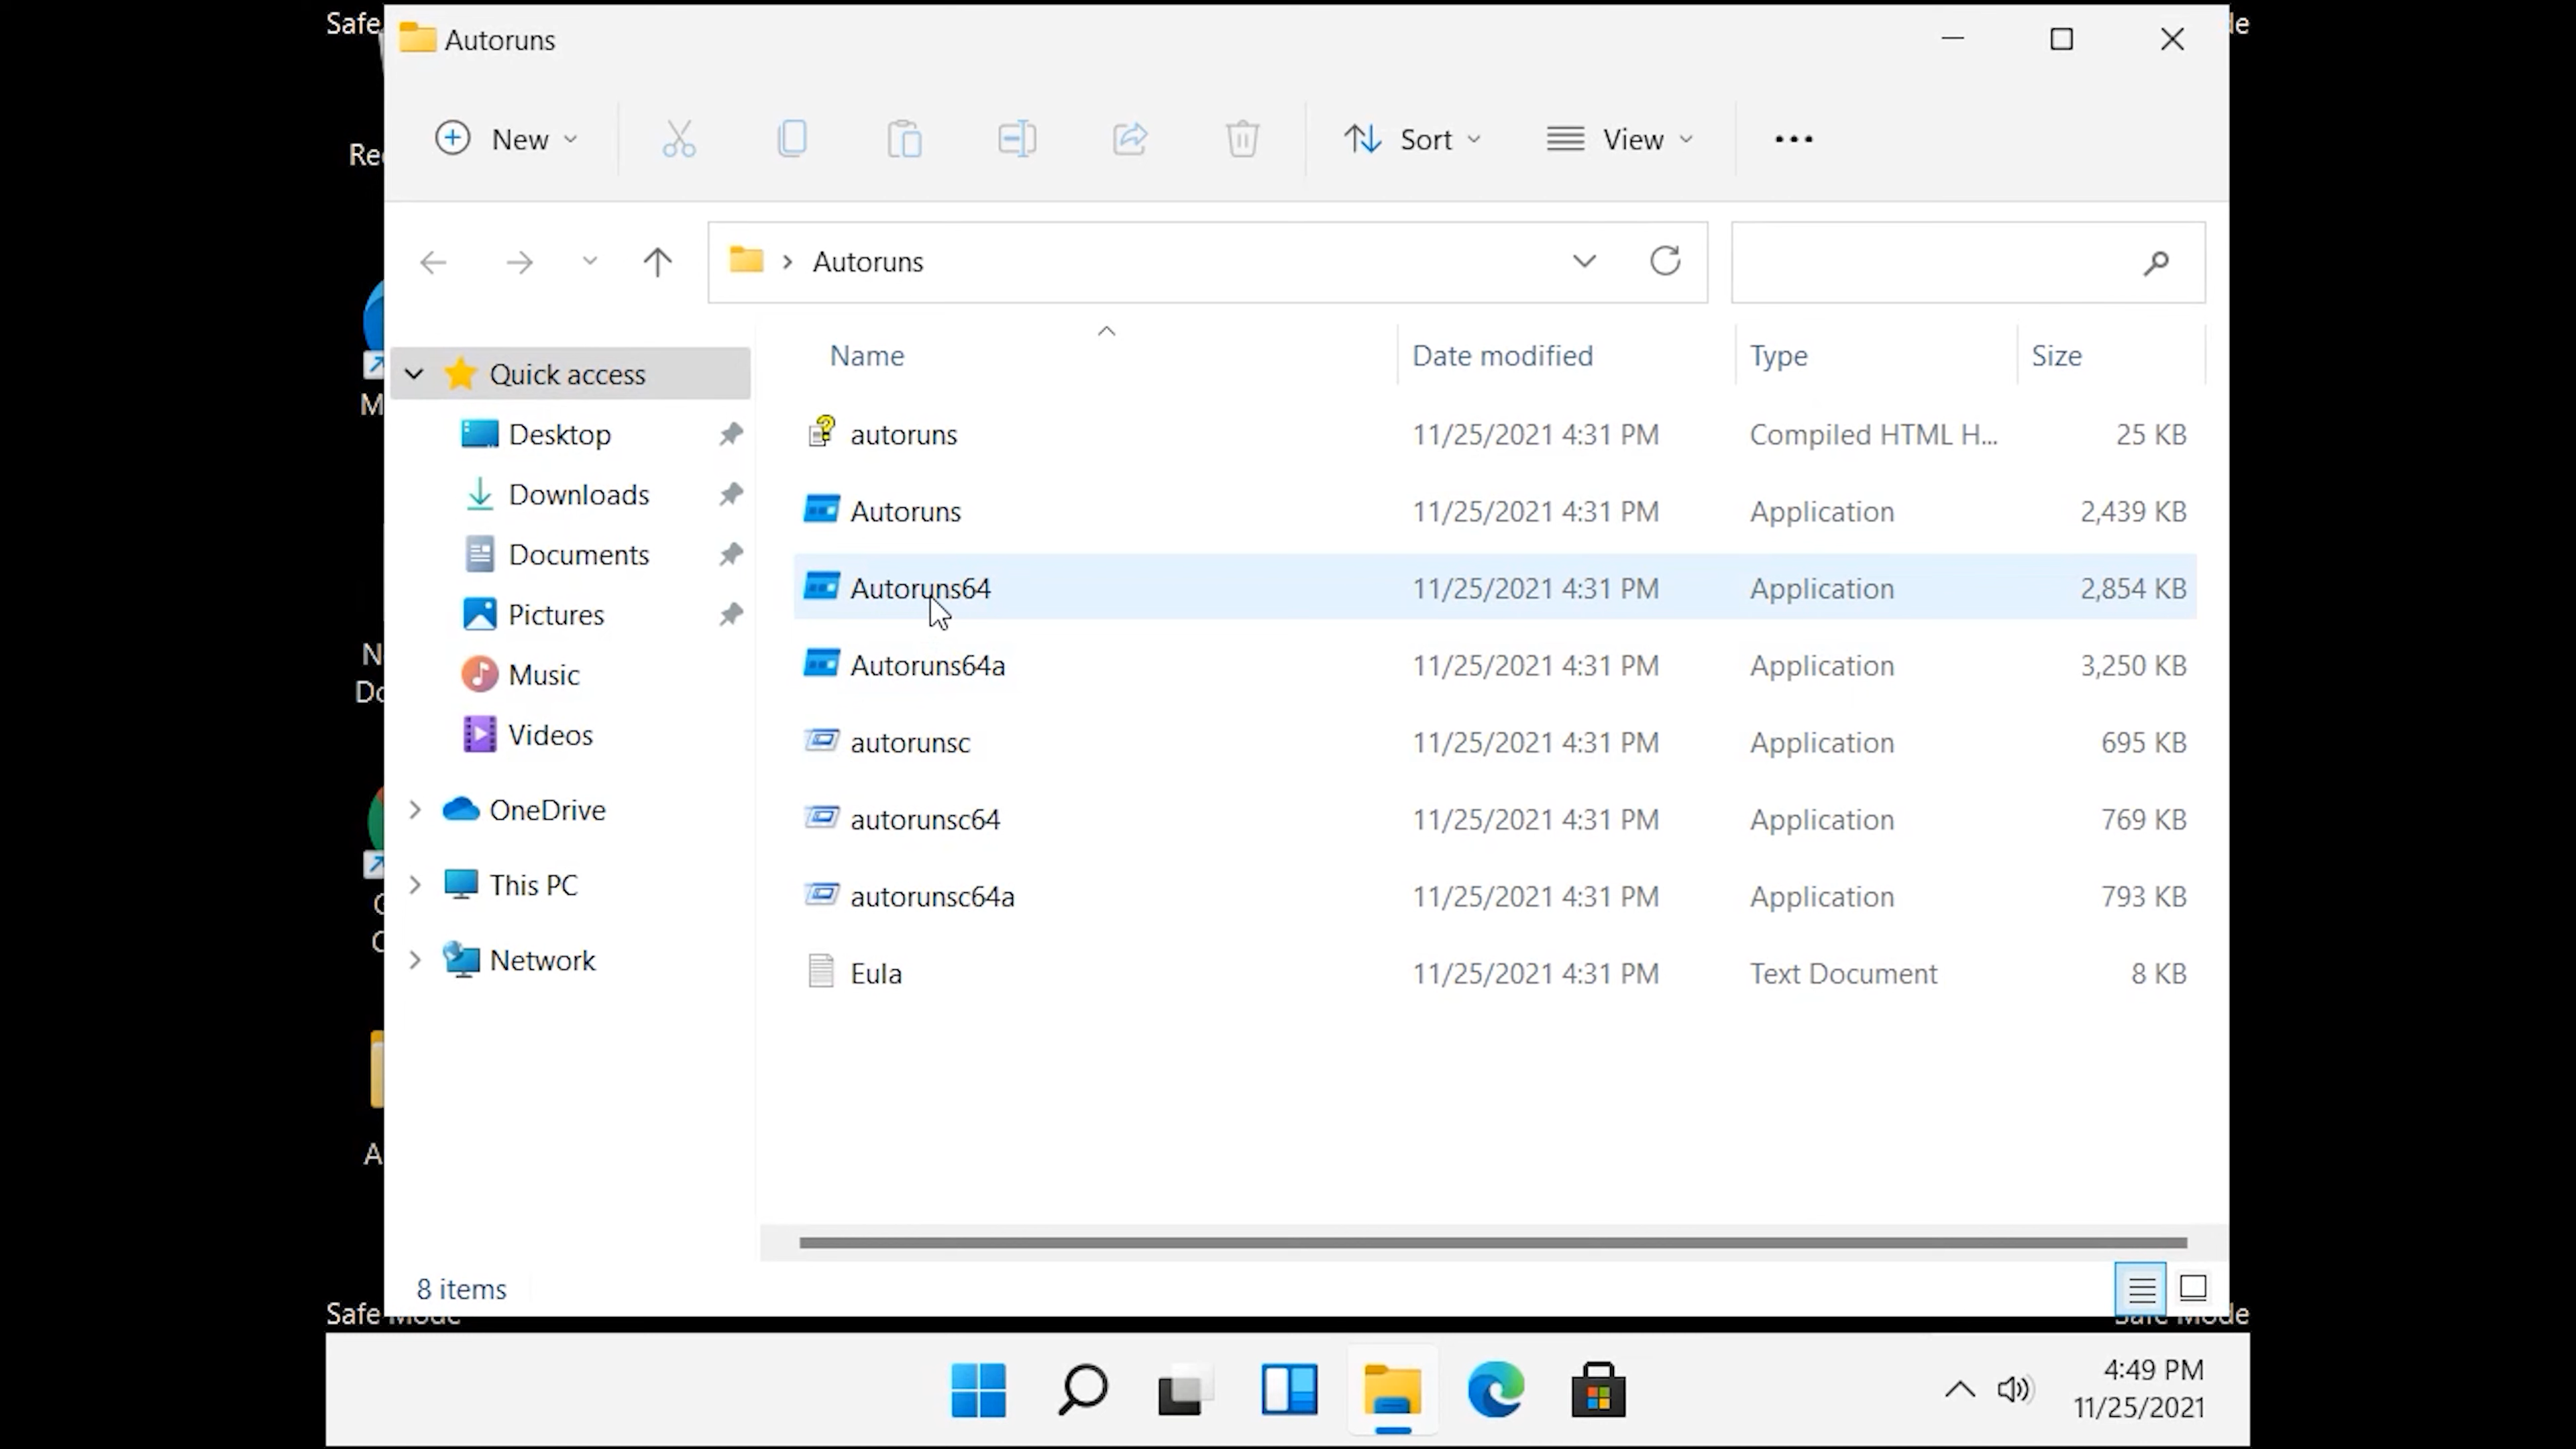 Safe
Autoruns
New
Sort
View
Autoruns
Name
Date modified
Type
Size
Quick access
Desktop
Downloads
Documents
Pictures
Music
Videos
OneDrive
This PC
Network
autoruns 11/25/2021 4:31 PM Compiled HTML H... 25 KB
Autoruns 11/25/2021 4:31 PM Application 2,439 KB
Autoruns64 11/25/2021 4:31 PM Application 2,854 KB
Autoruns64a 11/25/2021 4:31 PM Application 3,250 KB
autorunsc 11/25/2021 4:31 PM Application 695 KB
autorunsc64 11/25/2021 4:31 PM Application 769 KB
autorunsc64a 11/25/2021 4:31 PM Application 793 KB
Eula 11/25/2021 4:31 PM Text Document 8 KB
8 items
Safe Mode
Safe Mode
4:49 PM
11/25/2021